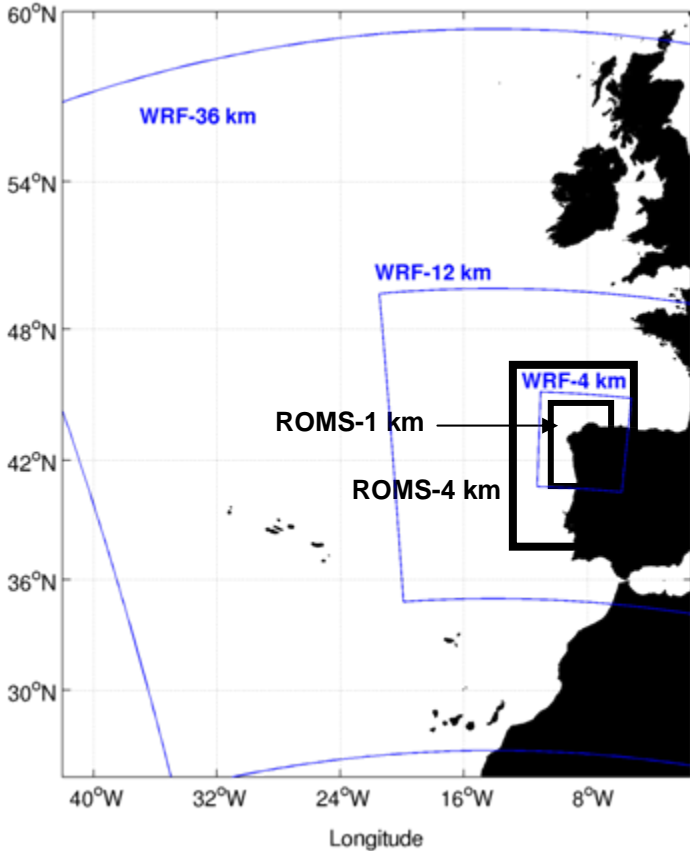 60°N
WRF-36 km
54°N
WRF-12 km
48°N
WRF-4 km
ROMS-1 km
42°N
ROMS-4 km
36°N
30°N
40°W 32°W 24°W 16°W 8°W
Longitude